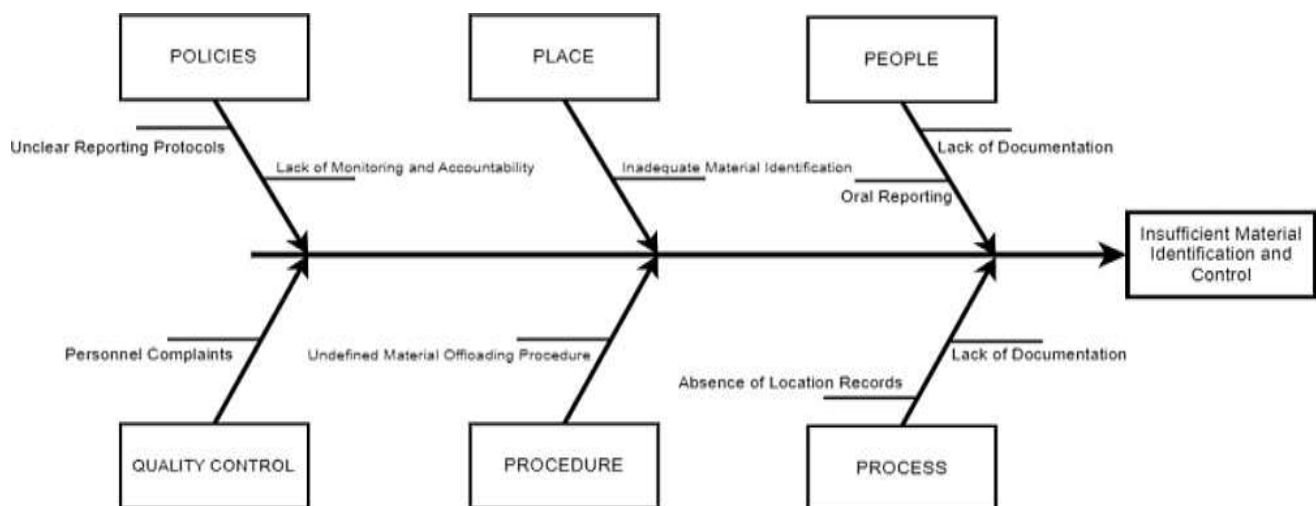 POLICIES
PLACE
PEOPLE
Unclear Reporting Protocols
Lack of Monitoring and Accountability
Inadequate Material Identification
Lack of Documentation
Oral Reporting
Insufficient Material
Identification and
Control
Personnel Complaints
Undefined Material Offloading Procedure
Lack of Documentation
Absence of Location Records
QUALITY CONTROL
PROCEDURE
PROCESS